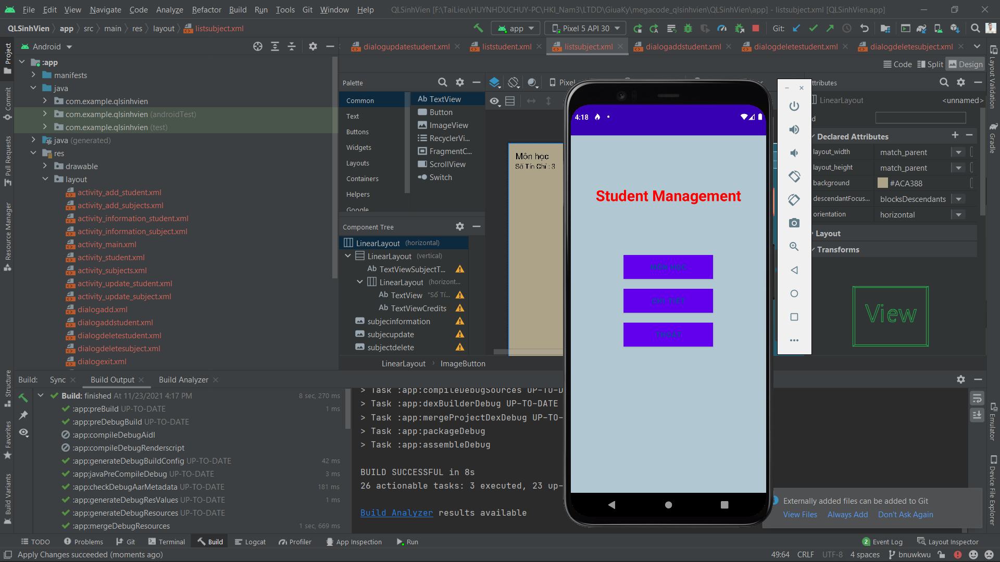 File Edit View Navigate Code Analyze Refactor Build Run Tools Git Window Help QLSinhVien [F:\TaiLieu\HUYNHDUCHUY-PC\HKI_Nam3\LTDD\GiuaKy\megacode_qlsinhvien\QLSinhVien\app] - listsubject.xml [QLSinhVien.app]
QLSinhVien app src main res layout listsubject.xml app Pixel 5 API 30 Git:
Android
dialogupdatestudent.xml liststudent.xml listsubject.xml dialogaddstudent.xml dialogdeletestudent.xml dialogdeletesubject.xml
Code Split Design
Project
Commit
Pull Requests
Resource Manager
Structure
Favorites
Build Variants
:app
manifests
java
com.example.qlsinhvien
com.example.qlsinhvien (androidTest)
com.example.qlsinhvien (test)
java (generated)
res
drawable
layout
activity_add_student.xml
activity_add_subjects.xml
activity_information_student.xml
activity_information_subject.xml
activity_main.xml
activity_student.xml
activity_subjects.xml
activity_update_student.xml
activity_update_subject.xml
dialogadd.xml
dialogaddstudent.xml
dialogdeletestudent.xml
dialogdeletesubject.xml
dialogexit.xml
Palette
Common
Text
Buttons
Widgets
Layouts
Containers
Helpers
Google
Ab TextView
Button
ImageView
RecyclerVi...
FragmentC...
ScrollView
Switch
Component Tree
LinearLayout (horizontal)
LinearLayout (vertical)
Ab TextViewSubjectT...
LinearLayout (horizont...
Ab TextView "Số Tí...
Ab TextViewCredits
subjecinformation
subjecupdate
subjectdelete
LinearLayout ImageButton
Pixel
Môn học
Số Tín Chỉ : 3
4:18
Student Management
MÔN HỌC
CHI TIẾT
THOÁT
ttributes
LinearLayout <unnamed>
d
Declared Attributes
layout_width match_parent
layout_height match_parent
background #ACA388
descendantFocus... blocksDescendants
orientation horizontal
Layout
Transforms
View
Layout Validation
Gradle
Emulator
Device File Explorer
Build: Sync Build Output Build Analyzer
Build: finished At 11/23/2021 4:17 PM 8 sec, 270 ms
:app:preBuild UP-TO-DATE 1 ms
:app:preDebugBuild UP-TO-DATE
:app:compileDebugAidl
:app:compileDebugRenderscript
:app:generateDebugBuildConfig UP-TO-DATE 42 ms
:app:javaPreCompileDebug UP-TO-DATE 3 ms
:app:checkDebugAarMetadata UP-TO-DATE 181 ms
:app:generateDebugResValues UP-TO-DATE 1 ms
:app:generateDebugResources UP-TO-DATE
:app:mergeDebugResources 1 sec, 669 ms
> Task :app:compileDebugSources UP-TO-D
> Task :app:dexBuilderDebug UP-TO-DATE
> Task :app:mergeProjectDexDebug UP-TO-
> Task :app:packageDebug
> Task :app:assembleDebug
BUILD SUCCESSFUL in 8s
26 actionable tasks: 3 executed, 23 up-
Build Analyzer results available
Externally added files can be added to Git
View Files Always Add Don't Ask Again
TODO Problems Git Terminal Build Logcat Profiler App Inspection Run 2 Event Log Layout Inspector
Apply Changes succeeded (moments ago) 49:64 CRLF UTF-8 4 spaces bnuwkwu